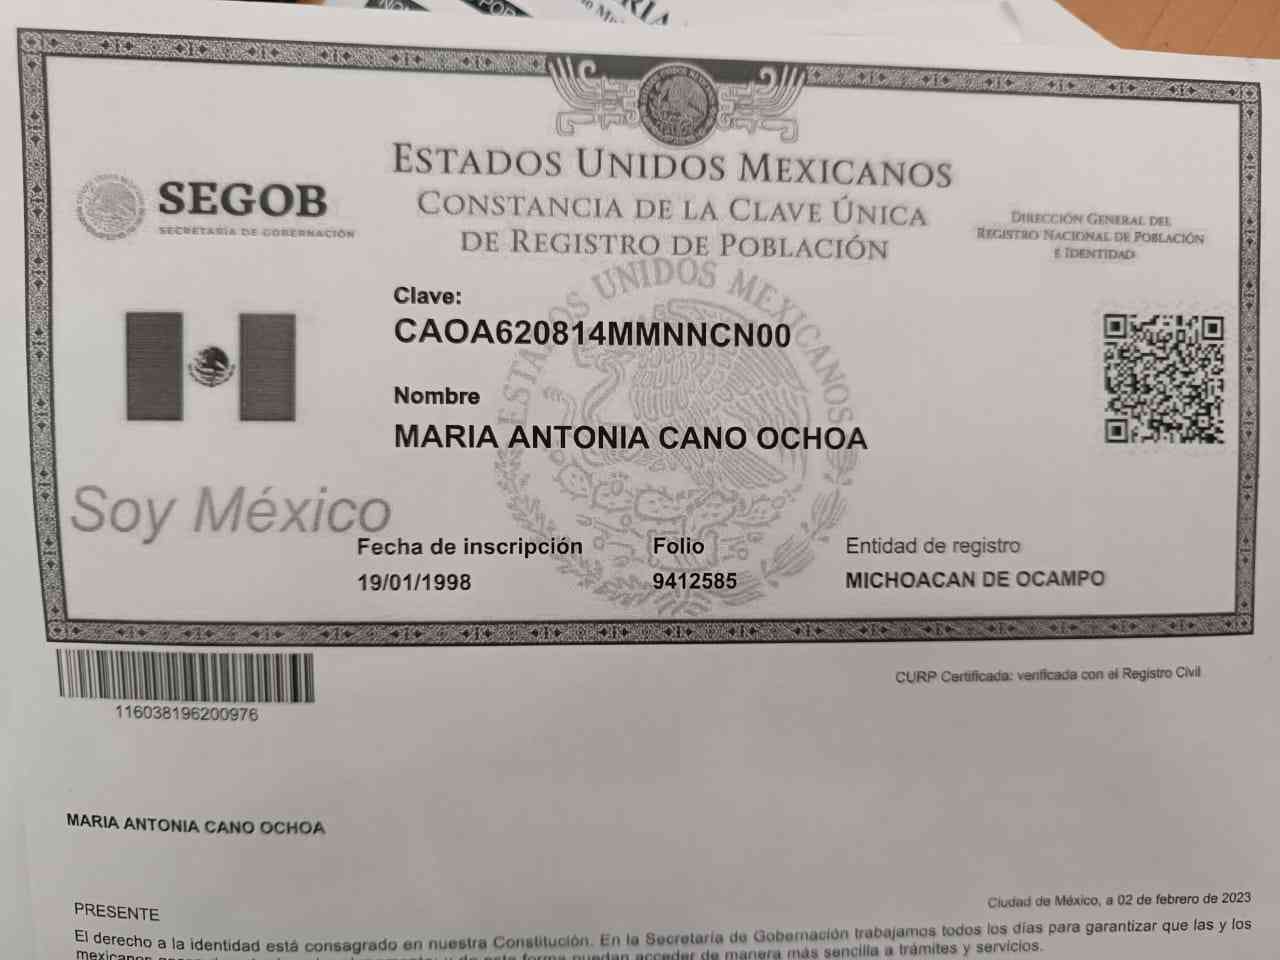 ESTADOS UNIDOS MEXICANOS
CONSTANCIA DE LA CLAVE ÚNICA
DE REGISTRO DE POBLACIÓN
SEGOB
SECRETARÍA DE GOBERNACIÓN
DIRECCIÓN GENERAL DEL
REGISTRO NACIONAL DE POBLACIÓN
E IDENTIDAD
ESTADOS UNIDOS MEXICANOS
Clave:
CAOA620814MMNNCN00
Nombre
MARIA ANTONIA CANO OCHOA
Soy México
Fecha de inscripción Folio Entidad de registro
19/01/1998 9412585 MICHOACAN DE OCAMPO
CURP Certificada: verificada con el Registro Civil
116038196200976
MARIA ANTONIA CANO OCHOA
Ciudad de México, a 02 de febrero de 2023
PRESENTE
El derecho a la identidad está consagrado en nuestra Constitución. En la Secretaría de Gobernación trabajamos todos los días para garantizar que las y los
mexicanos puedan acceder de manera más sencilla a trámites y servicios.